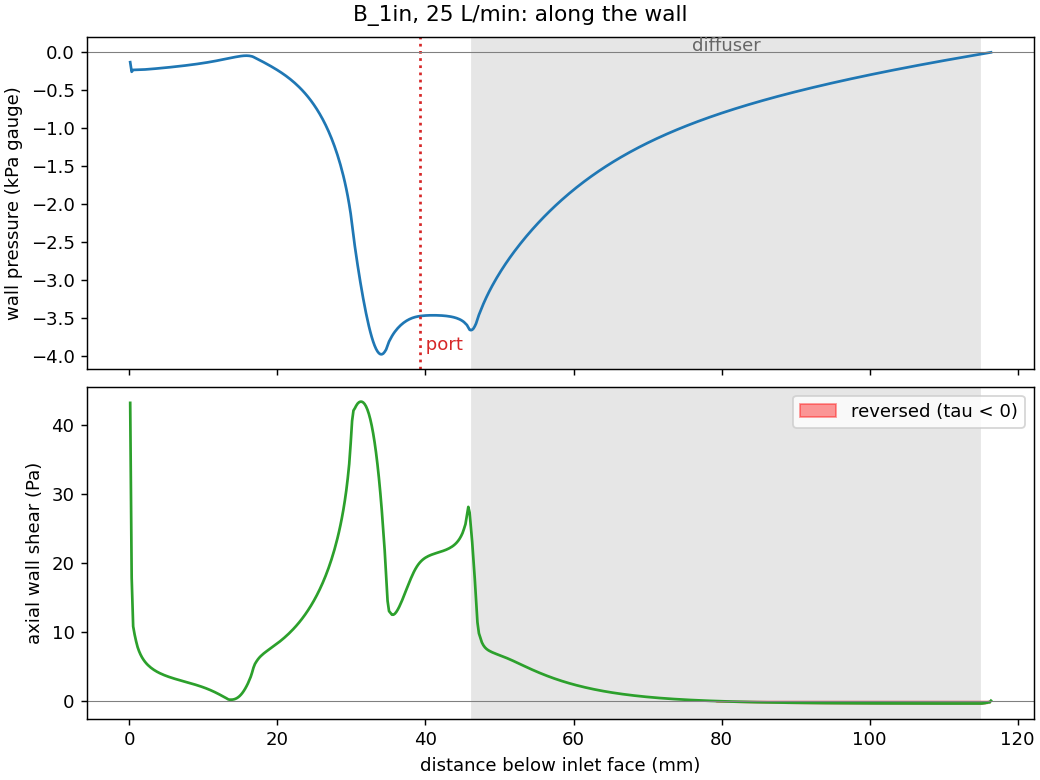 B_1in, 25 L/min: along the wall
diffuser
0.0
−0.5
−1.0
−1.5
−2.0
−2.5
−3.0
−3.5
−4.0
wall pressure (kPa gauge)
port
reversed (tau < 0)
40
30
20
10
0
axial wall shear (Pa)
0 20 40 60 80 100 120
distance below inlet face (mm)